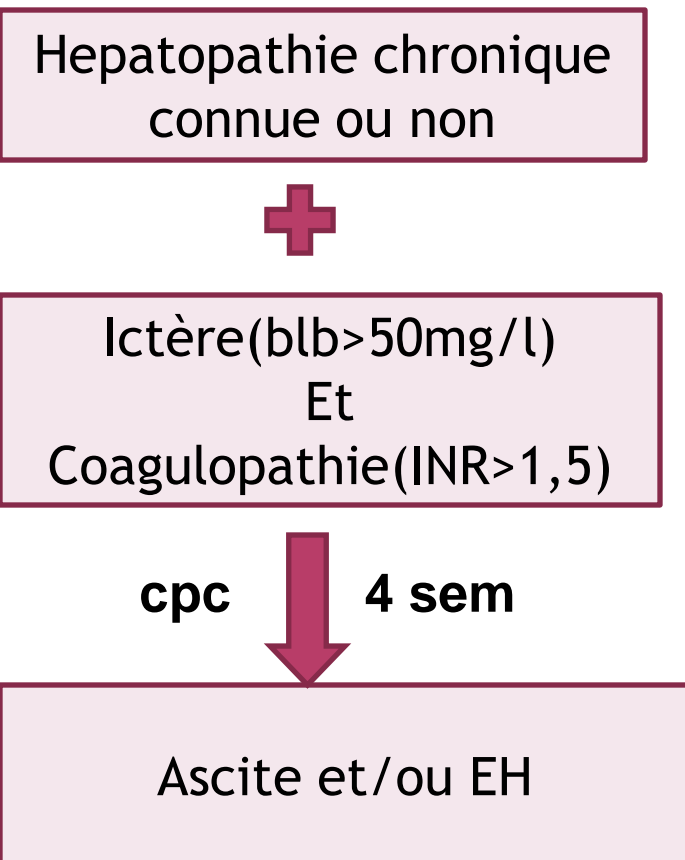 Hepatopathie chronique
connue ou non
Ictère(blb>50mg/l)
Et
Coagulopathie(INR>1,5)
cpc 4 sem
Ascite et/ou EH